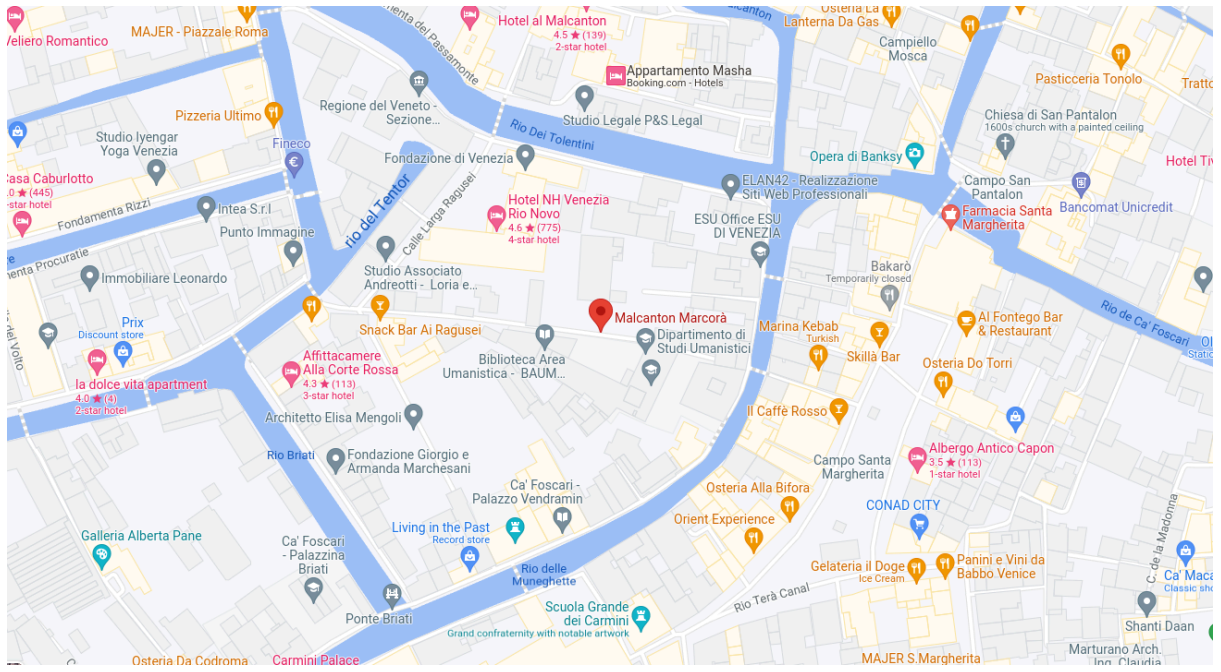 Veliero Romantico
MAJER - Piazzale Roma
Fondamenta del Passamonte
Hotel al Malcanton
4.5 ★ (139)
2-star hotel
Malcanton
Osteria La
Lanterna Da Gas
Campiello
Mosca
Pasticceria Tonolo
Appartamento Masha
Booking.com - Hotels
Regione del Veneto -
Sezione...
Pizzeria Ultimo
Studio Legale P&S Legal
Rio Dei Tolentini
Chiesa di San Pantalon
1600s church with a painted ceiling
Studio Iyengar
Yoga Venezia
Fineco
Fondazione di Venezia
Opera di Banksy
Hotel Tiv
Casa Caburlotto
.0 ★ (445)
-star hotel
Fondamenta Rizzi
Intea S.r.l
rio del Tentor
Calle Larga Ragusei
Hotel NH Venezia
Rio Novo
4.6 ★ (775)
4-star hotel
ELAN42 - Realizzazione
Siti Web Professionali
Campo San
Pantalon
Bancomat Unicredit
Farmacia Santa
Margherita
ESU Office ESU
DI VENEZIA
Punto Immagine
menta Procuratie
Immobiliare Leonardo
Studio Associato
Andreotti - Loria e...
Bakarò
Temporarily closed
Rio de Ca' Foscari
Prix
Discount store
Snack Bar Ai Ragusei
Malcanton Marcorà
Al Fontego Bar
& Restaurant
Marina Kebab
Turkish
Dipartimento di
Studi Umanistici
Skillà Bar
Biblioteca Area
Umanistica - BAUM...
Affittacamere
Alla Corte Rossa
4.3 ★ (113)
3-star hotel
Osteria Do Torri
la dolce vita apartment
4.0 ★ (4)
2-star hotel
Architetto Elisa Mengoli
Il Caffè Rosso
Rio Briati
Fondazione Giorgio e
Armanda Marchesani
Campo Santa
Margherita
Albergo Antico Capon
3.5 ★ (113)
1-star hotel
Ca' Foscari -
Palazzo Vendramin
Osteria Alla Bifora
CONAD CITY
Orient Experience
Living in the Past
Record store
Galleria Alberta Pane
Ca' Foscari
- Palazzina
Briati
Rio delle
Muneghette
Gelateria il Doge
Ice Cream
Panini e Vini da
Babbo Venice
C. de la Madonna
Ca' Maca
Classic sho
Ponte Briati
Scuola Grande
dei Carmini
Grand confraternity with notable artwork
Rio Terà Canal
Shanti Daan
Osteria Da Codroma
Carmini Palace
MAJER S.Margherita
Marturano Arch.
Ing. Claudia